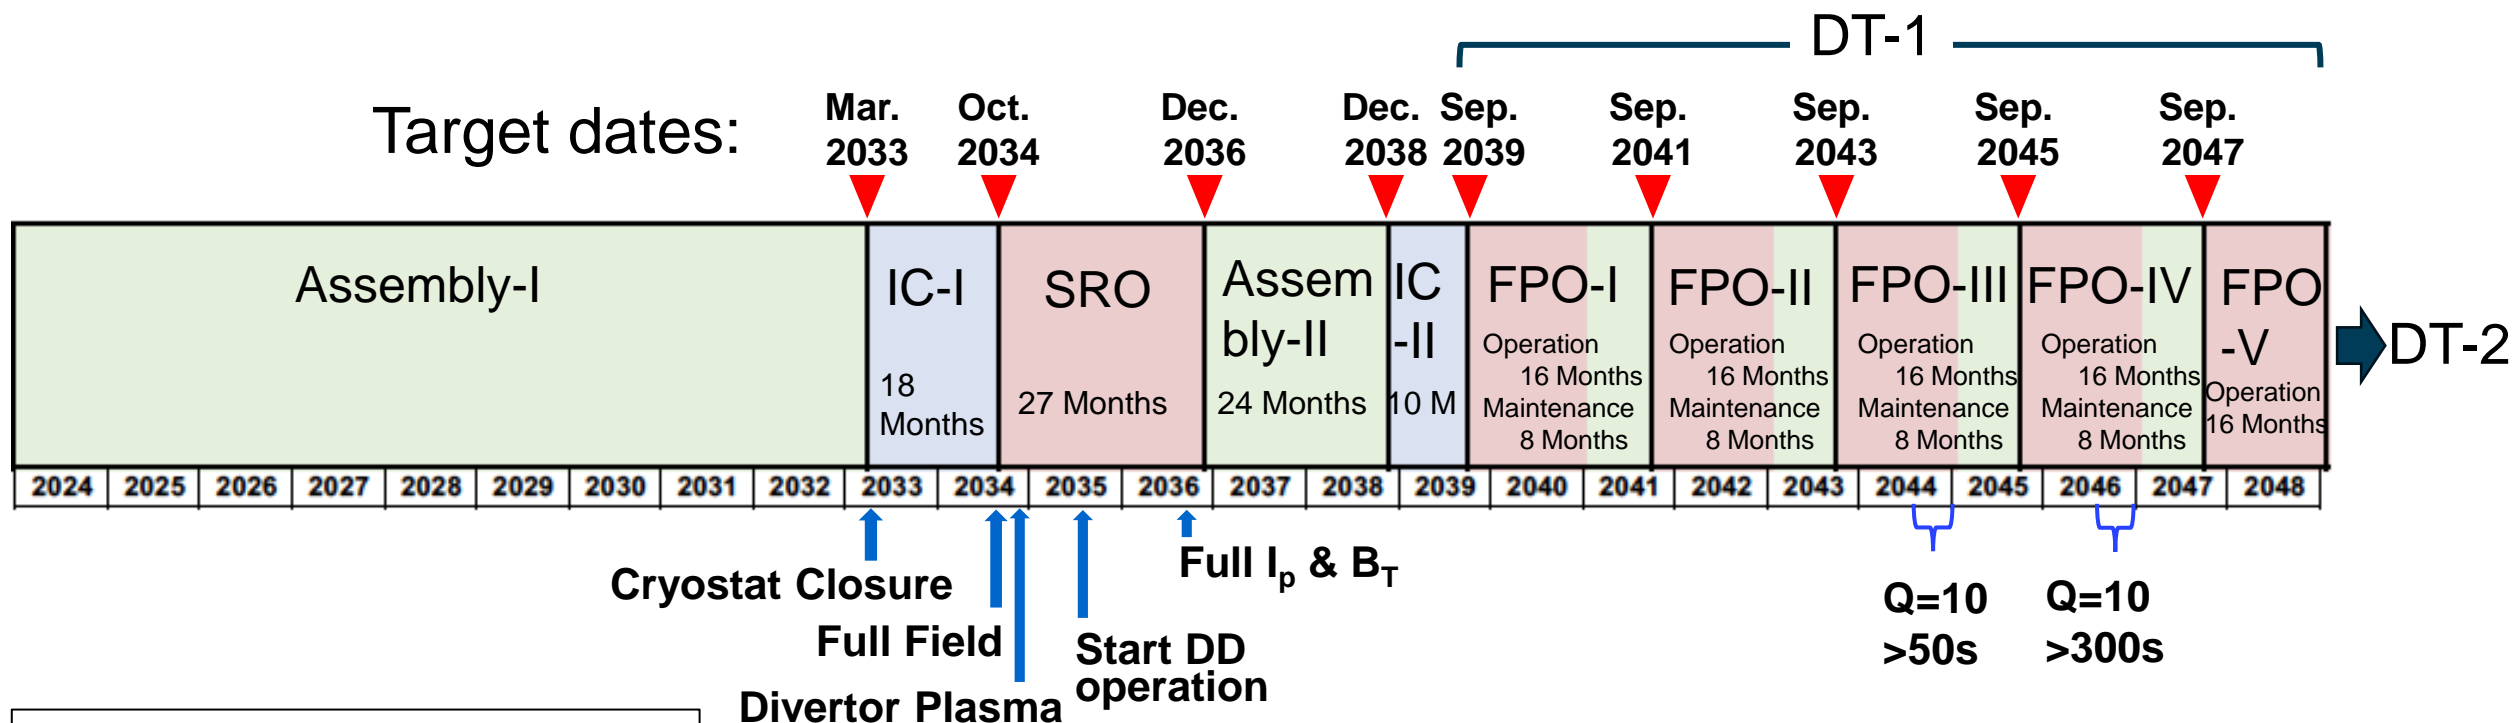 DT-1
Target dates:
Mar. 2033
Oct. 2034
Dec. 2036
Dec. 2038
Sep. 2039
Sep. 2041
Sep. 2043
Sep. 2045
Sep. 2047
Assembly-I
IC-I
18
Months
SRO
27 Months
Assem
bly-II
24 Months
IC
-II
10 M
FPO-I
Operation
16 Months
Maintenance
8 Months
FPO-II
Operation
16 Months
Maintenance
8 Months
FPO-III
Operation
16 Months
Maintenance
8 Months
FPO-IV
Operation
16 Months
Maintenance
8 Months
FPO
-V
Operation
16 Months
DT-2
2024 2025 2026 2027 2028 2029 2030 2031 2032 2033 2034 2035 2036 2037 2038 2039 2040 2041 2042 2043 2044 2045 2046 2047 2048
Cryostat Closure
Full Field
Divertor Plasma
Start DD
operation
Full Ip & BT
Q=10
>50s
Q=10
>300s